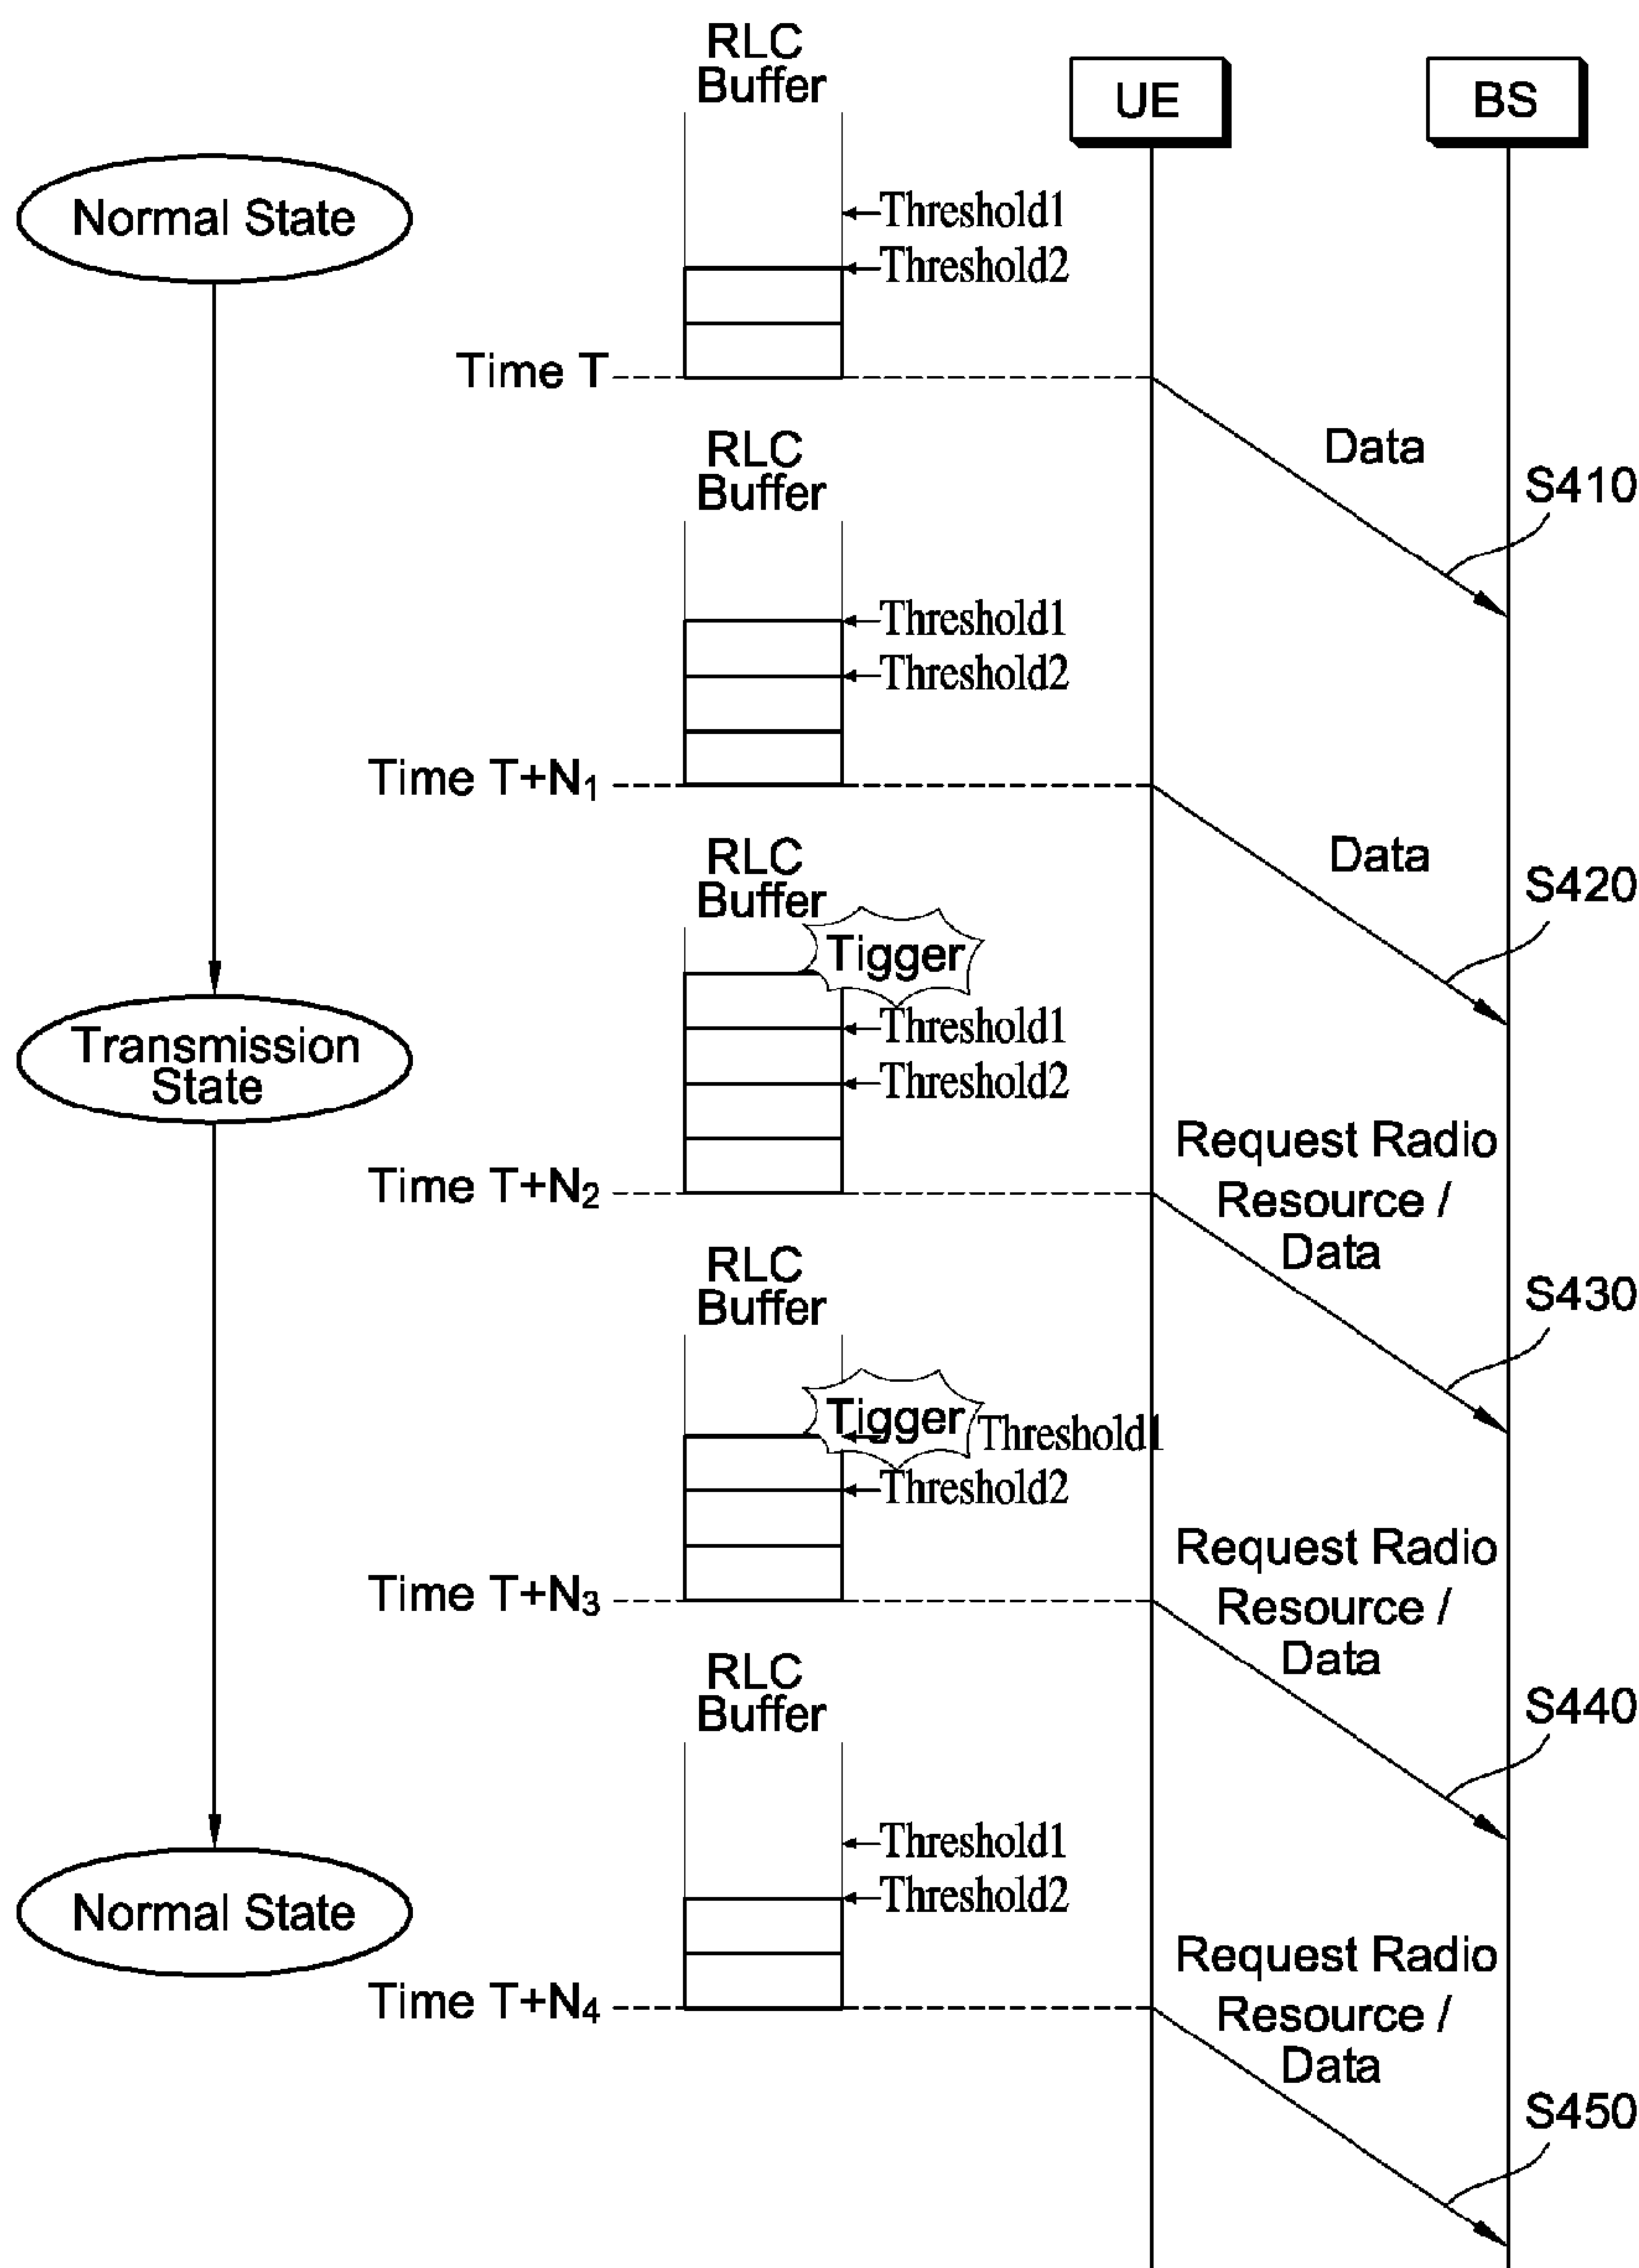 RLC
Buffer
UE
BS
Normal State
Threshold1
Threshold2
Time T
Data
S410
RLC
Buffer
Threshold1
Threshold2
Time T+N1
Data
S420
RLC
Buffer
Tigger
Threshold1
Threshold2
Transmission
State
Time T+N2
Request Radio
Resource /
Data
S430
RLC
Buffer
Tigger
Threshold1
Threshold2
Time T+N3
Request Radio
Resource /
Data
S440
RLC
Buffer
Threshold1
Threshold2
Normal State
Time T+N4
Request Radio
Resource /
Data
S450